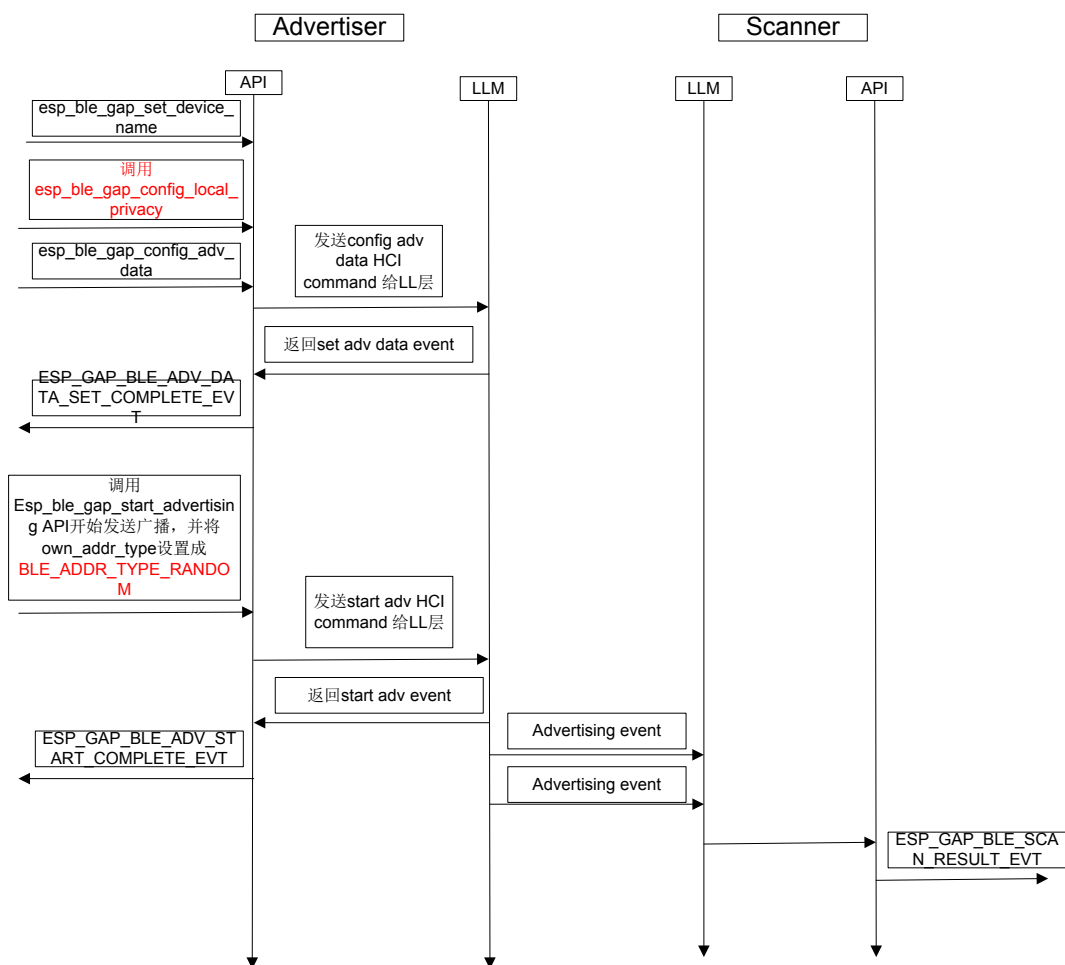 Advertiser
Scanner
API
LLM
LLM
API
esp_ble_gap_set_device_
name
调用
esp_ble_gap_config_local_
privacy
esp_ble_gap_config_adv_
data
发送config adv
data HCI
command 给LL层
返回set adv data event
ESP_GAP_BLE_ADV_DA
TA_SET_COMPLETE_EV
T
调用
Esp_ble_gap_start_advertisin
g API开始发送广播，并将
own_addr_type设置成
BLE_ADDR_TYPE_RANDO
M
发送start adv HCI
command 给LL层
返回start adv event
ESP_GAP_BLE_ADV_ST
ART_COMPLETE_EVT
Advertising event
Advertising event
ESP_GAP_BLE_SCA
N_RESULT_EVT